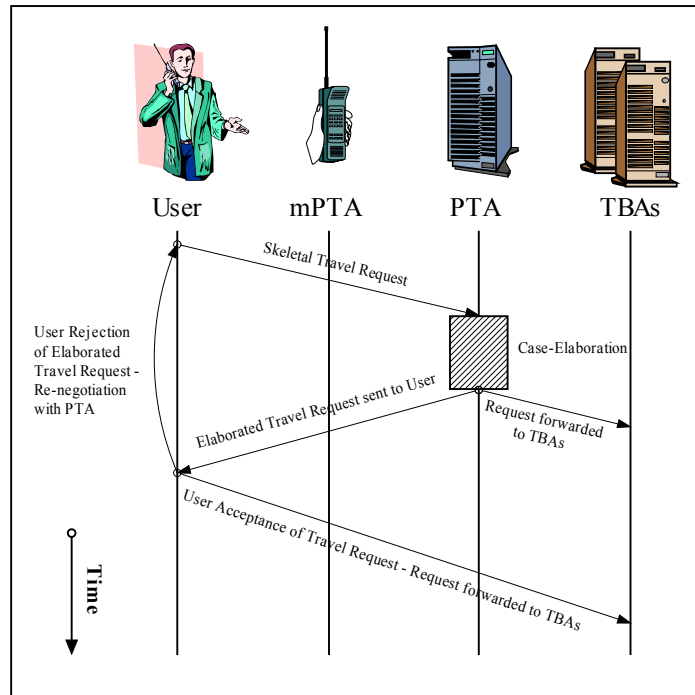 User
mPTA
PTA
TBAs
Skeletal Travel Request
User Rejection
of Elaborated
Travel Request -
Re-negotiation
with PTA
Case-Elaboration
Elaborated Travel Request sent to User
Request forwarded
to TBAs
User Acceptance of Travel Request - Request forwarded to TBAs
Time